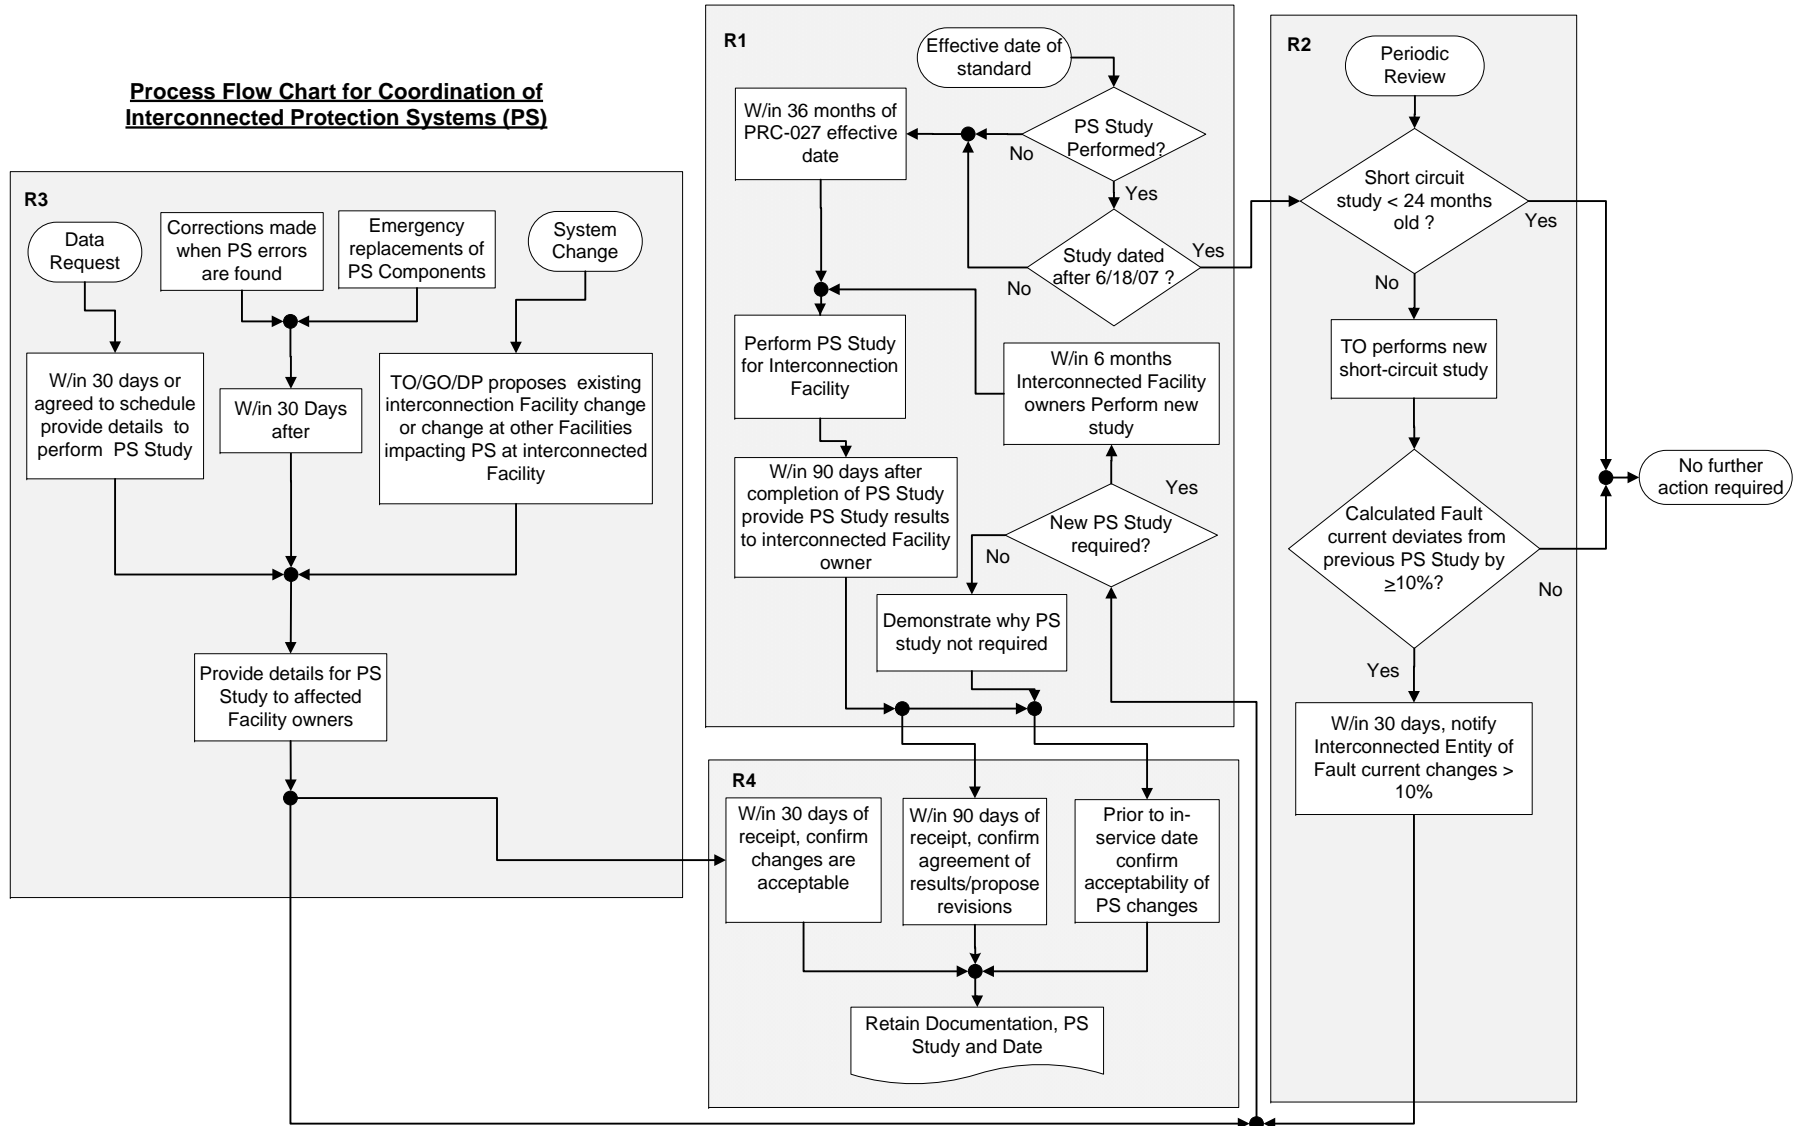 Process Flow Chart for Coordination of
Interconnected Protection Systems (PS)
R3
Data
Request
Corrections made
when PS errors
are found
Emergency
replacements of
PS Components
System
Change
W/in 30 days or
agreed to schedule
provide details to
perform PS Study
W/in 30 Days
after
TO/GO/DP proposes existing
interconnection Facility change
or change at other Facilities
impacting PS at interconnected
Facility
Provide details for PS
Study to affected
Facility owners
R1
Effective date of
standard
W/in 36 months of
PRC-027 effective
date
PS Study
Performed?
No
Yes
Study dated
after 6/18/07 ?
No
Yes
Perform PS Study
for Interconnection
Facility
W/in 6 months
Interconnected Facility
owners Perform new
study
W/in 90 days after
completion of PS Study
provide PS Study results
to interconnected Facility
owner
Yes
New PS Study
required?
No
Demonstrate why PS
study not required
R4
W/in 30 days of
receipt, confirm
changes are
acceptable
W/in 90 days of
receipt, confirm
agreement of
results/propose
revisions
Prior to in-
service date
confirm
acceptability of
PS changes
Retain Documentation, PS
Study and Date
R2
Periodic
Review
Short circuit
study < 24 months
old ?
Yes
No
TO performs new
short-circuit study
No further
action required
Calculated Fault
current deviates from
previous PS Study by
≥10%?
No
Yes
W/in 30 days, notify
Interconnected Entity of
Fault current changes >
10%